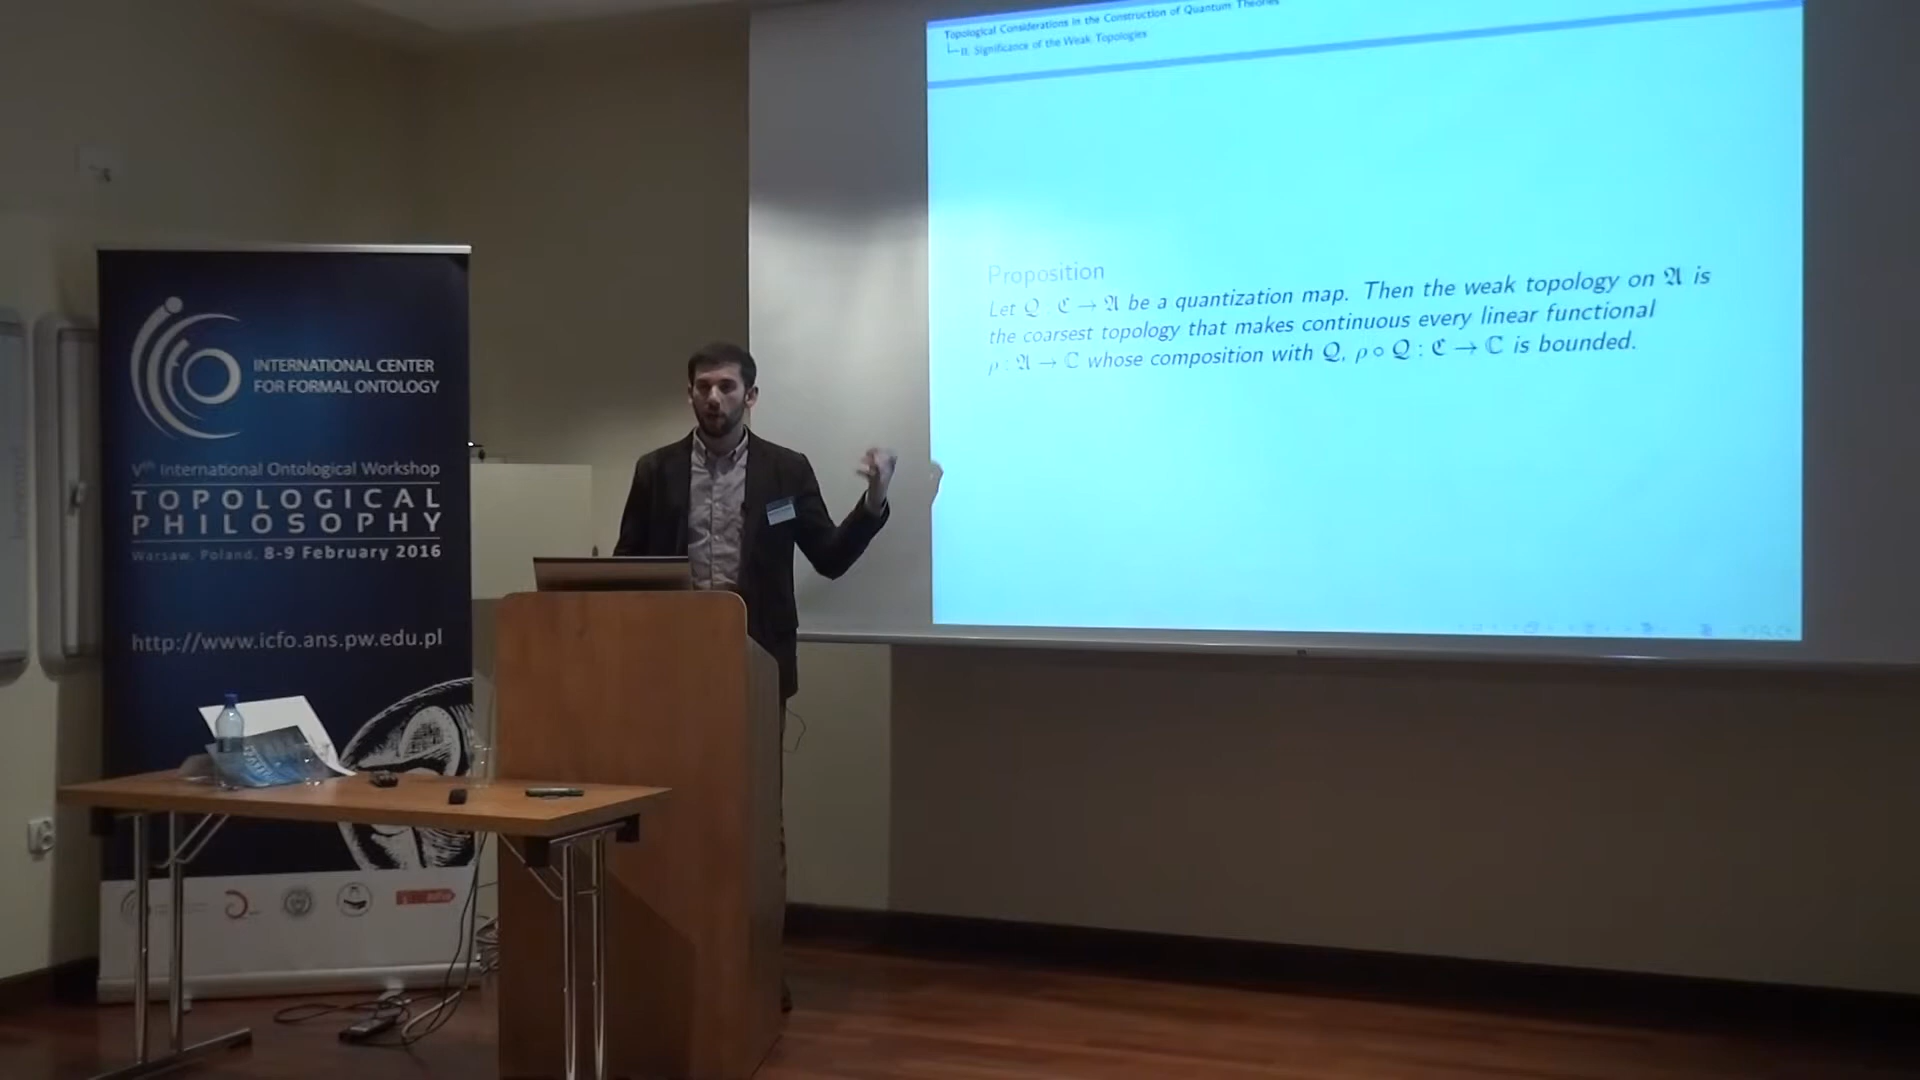 INTERNATIONAL CENTER
FOR FORMAL ONTOLOGY
Vth International Ontological Workshop
TOPOLOGICAL
PHILOSOPHY
Warsaw, Poland, 8-9 February 2016
http://www.icfo.ans.pw.edu.pl
Topological Considerations in the Construction of Quantum Theories
II. Significance of the Weak Topologies
Proposition
Let Q : ℭ → 𝔄 be a quantization map. Then the weak topology on 𝔄 is
the coarsest topology that makes continuous every linear functional
ρ : 𝔄 → ℂ whose composition with Q, ρ ∘ Q : ℭ → ℂ is bounded.